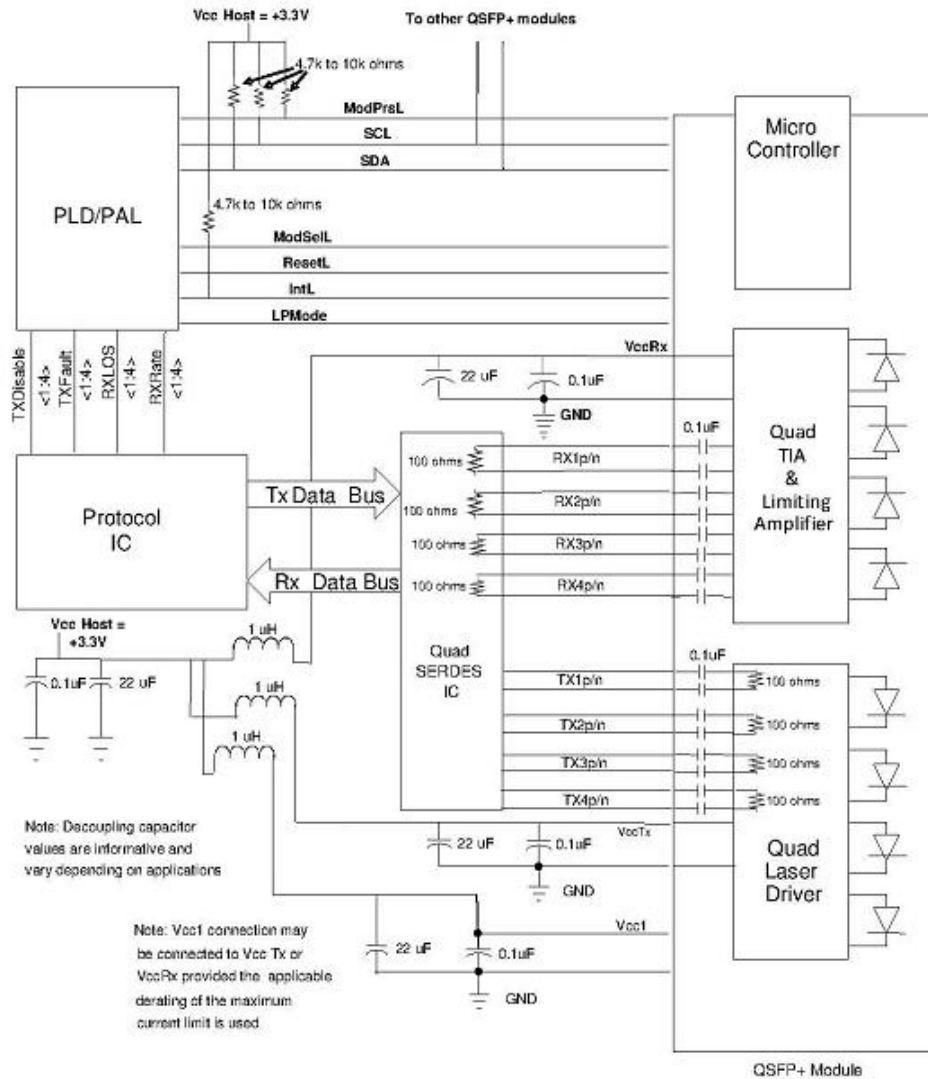 Vcc Host = +3.3V
To other QSFP+ modules
4.7k to 10k ohms
ModPrsL
SCL
SDA
PLD/PAL
4.7k to 10k ohms
ModSelL
ResetL
IntL
LPMode
Micro
Controller
TXDisable
<1:4>
TXFault
<1:4>
RXLOS
<1:4>
RXRate
<1:4>
VccRx
22 uF
0.1uF
GND
0.1uF
Quad
TIA
&
Limiting
Amplifier
100 ohms
RX1p/n
100 ohms
RX2p/n
100 ohms
RX3p/n
100 ohms
RX4p/n
Tx Data Bus
Protocol
IC
Rx Data Bus
Vcc Host =
+3.3V
0.1uF
22 uF
1 uH
1 uH
1 uH
Quad
SERDES
IC
0.1uF
TX1p/n
100 ohms
TX2p/n
100 ohms
TX3p/n
100 ohms
TX4p/n
100 ohms
Note: Decoupling capacitor
values are informative and
vary depending on applications
VccTx
22 uF
0.1uF
GND
Quad
Laser
Driver
Note: Vcc1 connection may
be connected to Vcc Tx or
VccRx provided the applicable
derating of the maximum
current limit is used
Vcc1
22 uF
0.1uF
GND
QSFP+ Module